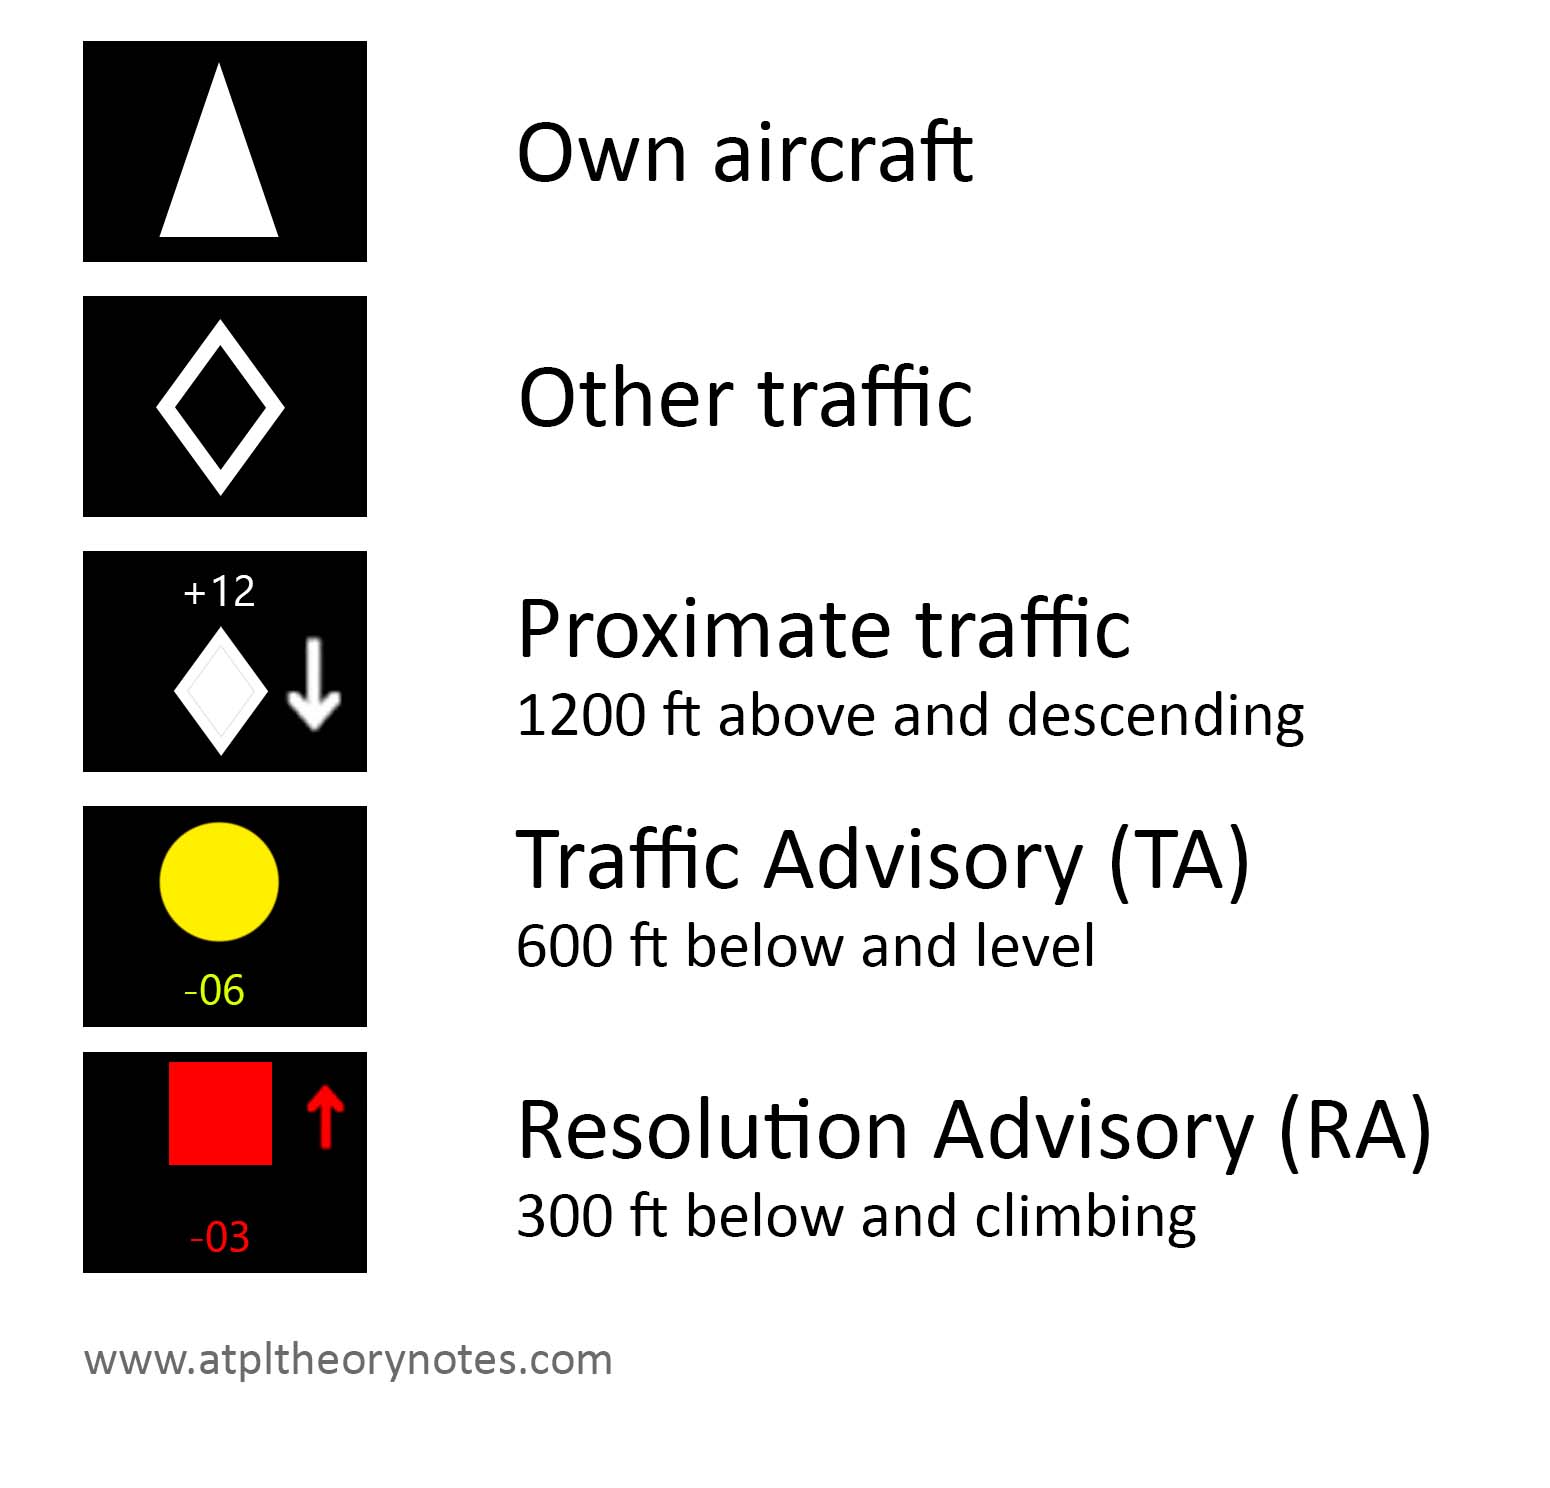 Own aircraft
Other traffic
+12
Proximate traffic
1200 ft above and descending
Traffic Advisory (TA)
600 ft below and level
-06
Resolution Advisory (RA)
300 ft below and climbing
-03
www.atpltheorynotes.com